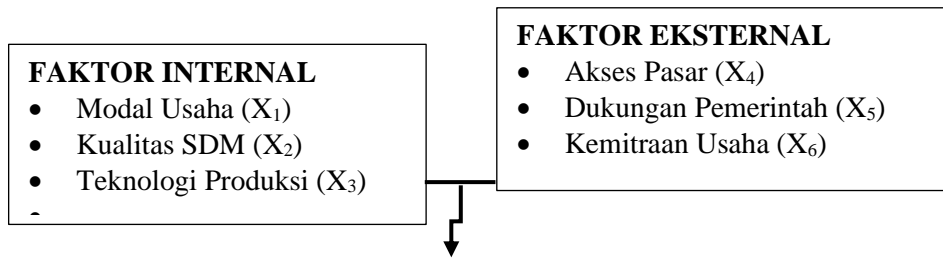 FAKTOR INTERNAL
• Modal Usaha (X₁)
• Kualitas SDM (X₂)
• Teknologi Produksi (X₃)
•
FAKTOR EKSTERNAL
• Akses Pasar (X₄)
• Dukungan Pemerintah (X₅)
• Kemitraan Usaha (X₆)